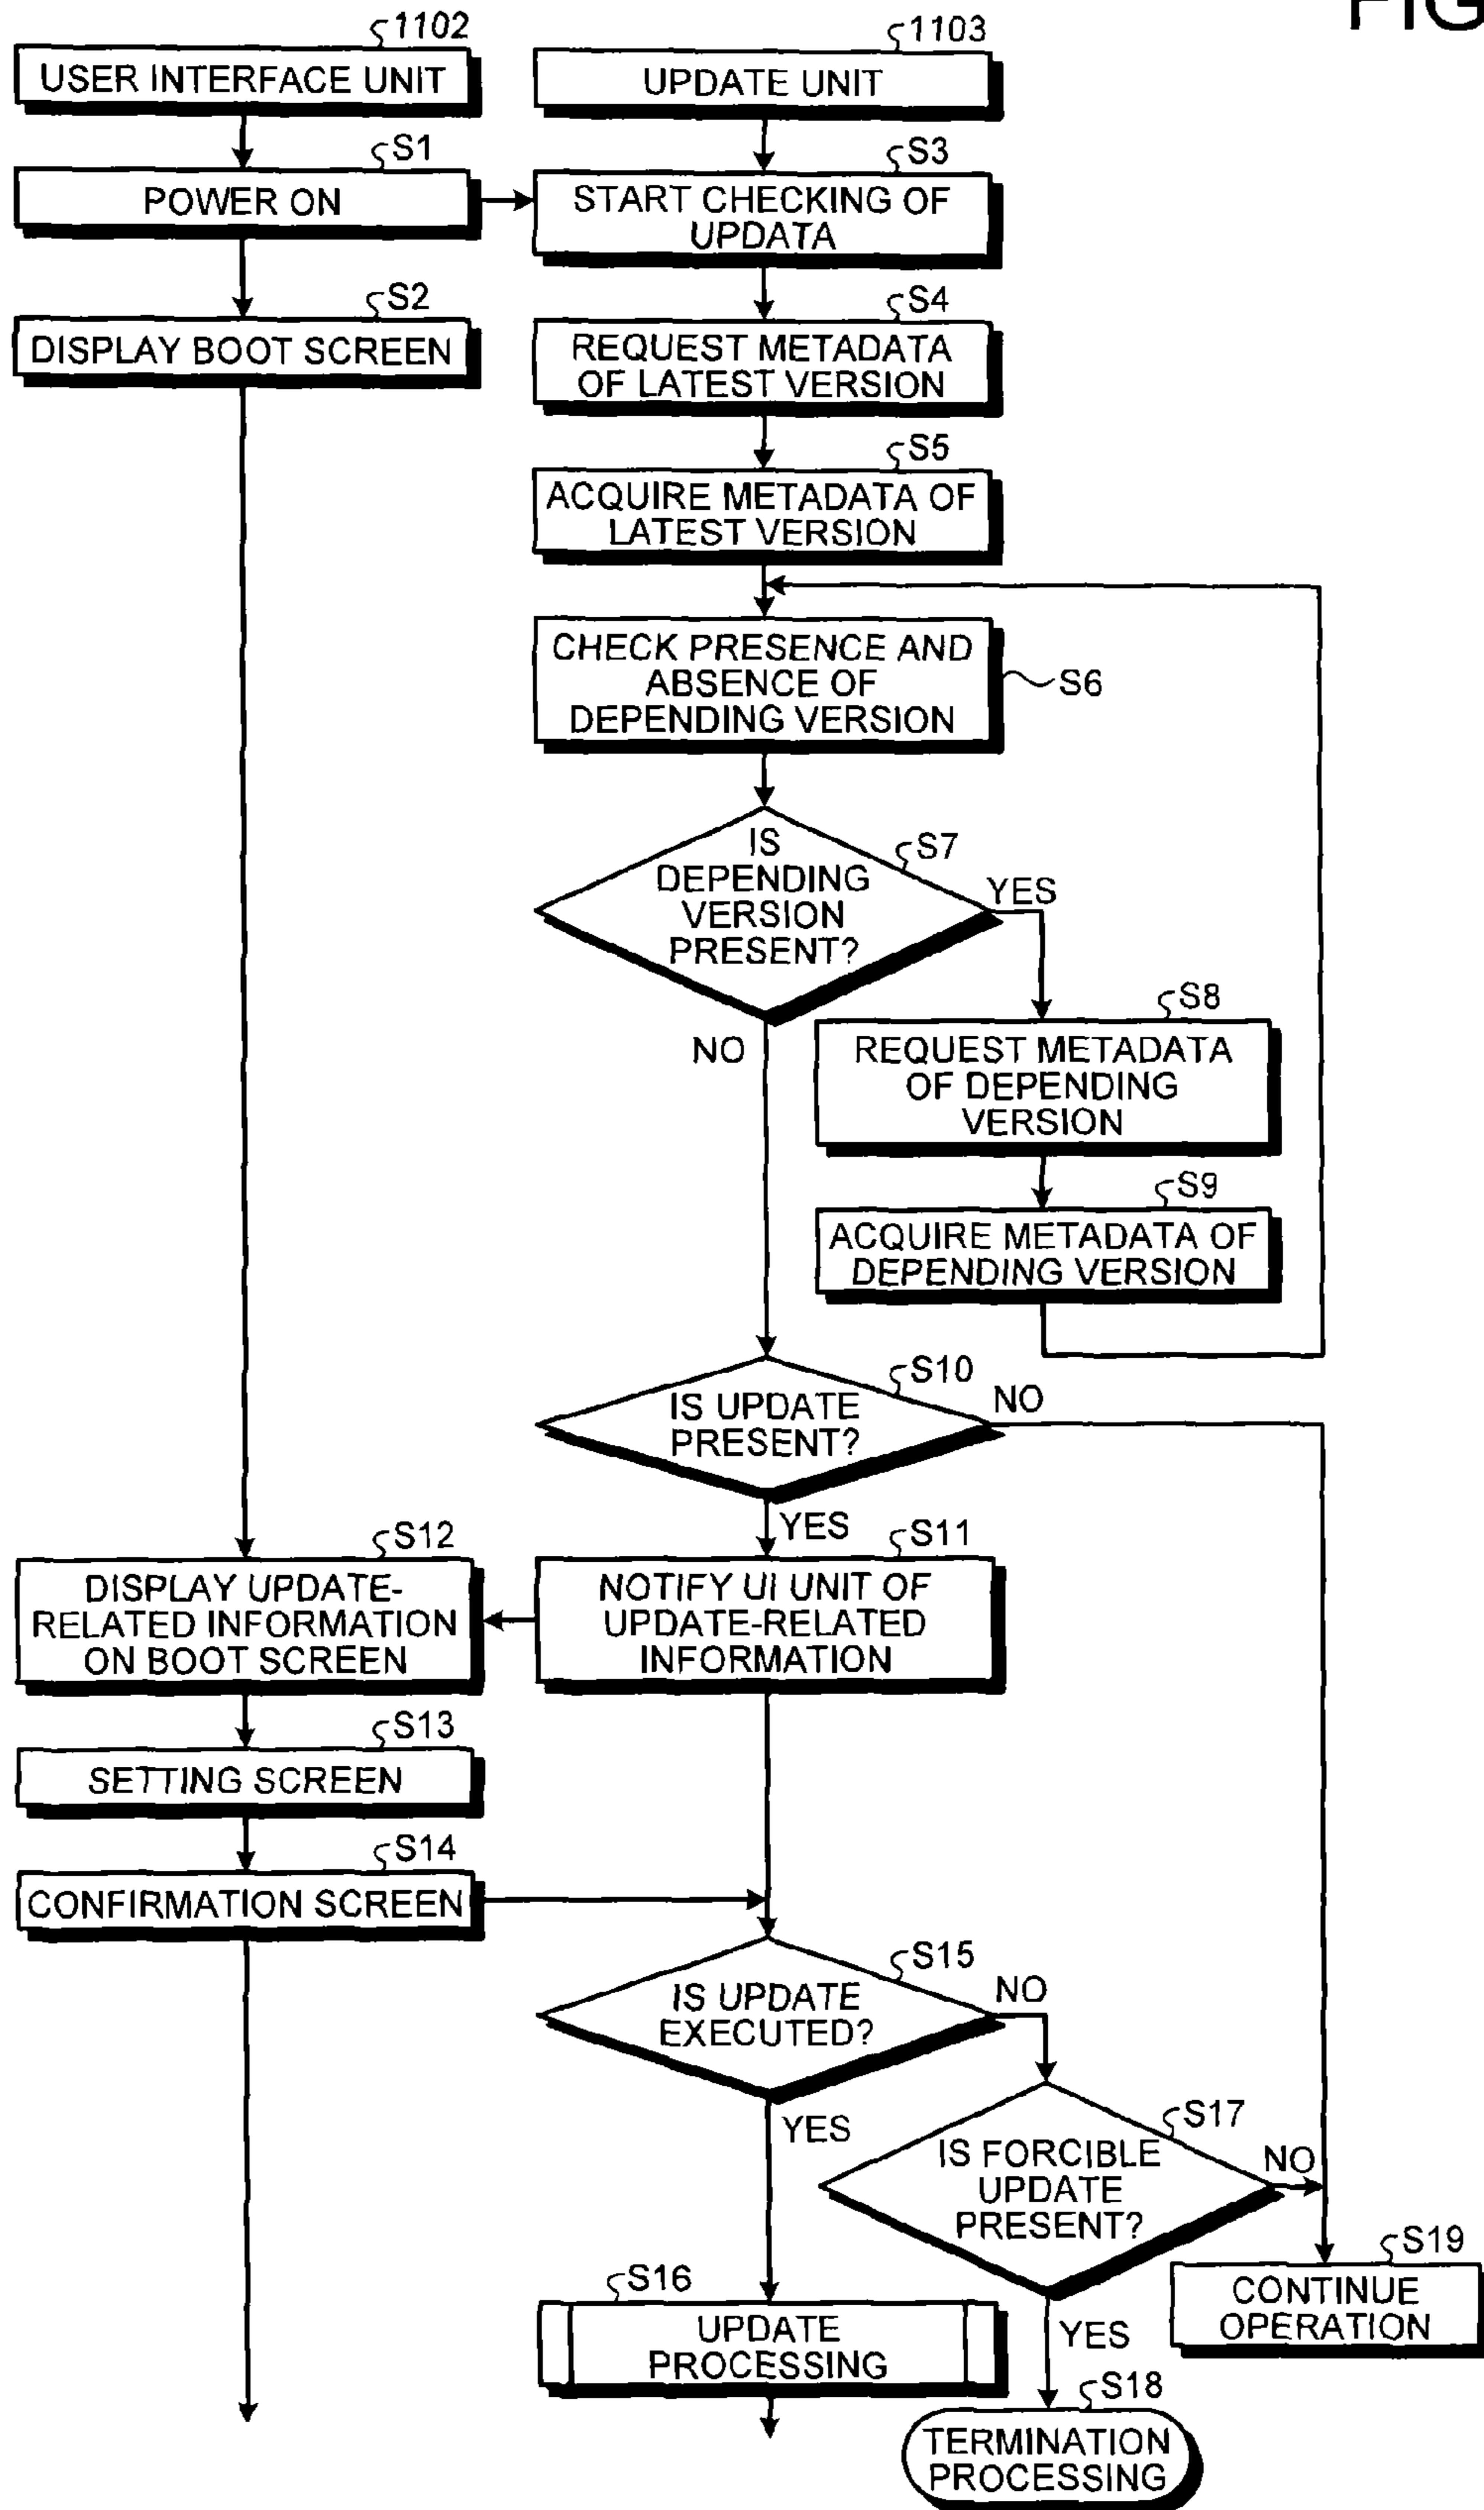 FIG
1102
USER INTERFACE UNIT
1103
UPDATE UNIT
S1
POWER ON
S3
START CHECKING OF
UPDATA
S2
DISPLAY BOOT SCREEN
S4
REQUEST METADATA
OF LATEST VERSION
S5
ACQUIRE METADATA OF
LATEST VERSION
CHECK PRESENCE AND
ABSENCE OF
DEPENDING VERSION
S6
S7
IS
DEPENDING
VERSION
PRESENT?
YES
NO
S8
REQUEST METADATA
OF DEPENDING
VERSION
S9
ACQUIRE METADATA OF
DEPENDING VERSION
S10
IS UPDATE
PRESENT?
NO
YES
S12
DISPLAY UPDATE-
RELATED INFORMATION
ON BOOT SCREEN
S11
NOTIFY UI UNIT OF
UPDATE-RELATED
INFORMATION
S13
SETTING SCREEN
S14
CONFIRMATION SCREEN
S15
IS UPDATE
EXECUTED?
NO
YES
S17
IS FORCIBLE
UPDATE
PRESENT?
NO
YES
S16
UPDATE
PROCESSING
S19
CONTINUE
OPERATION
S18
TERMINATION
PROCESSING